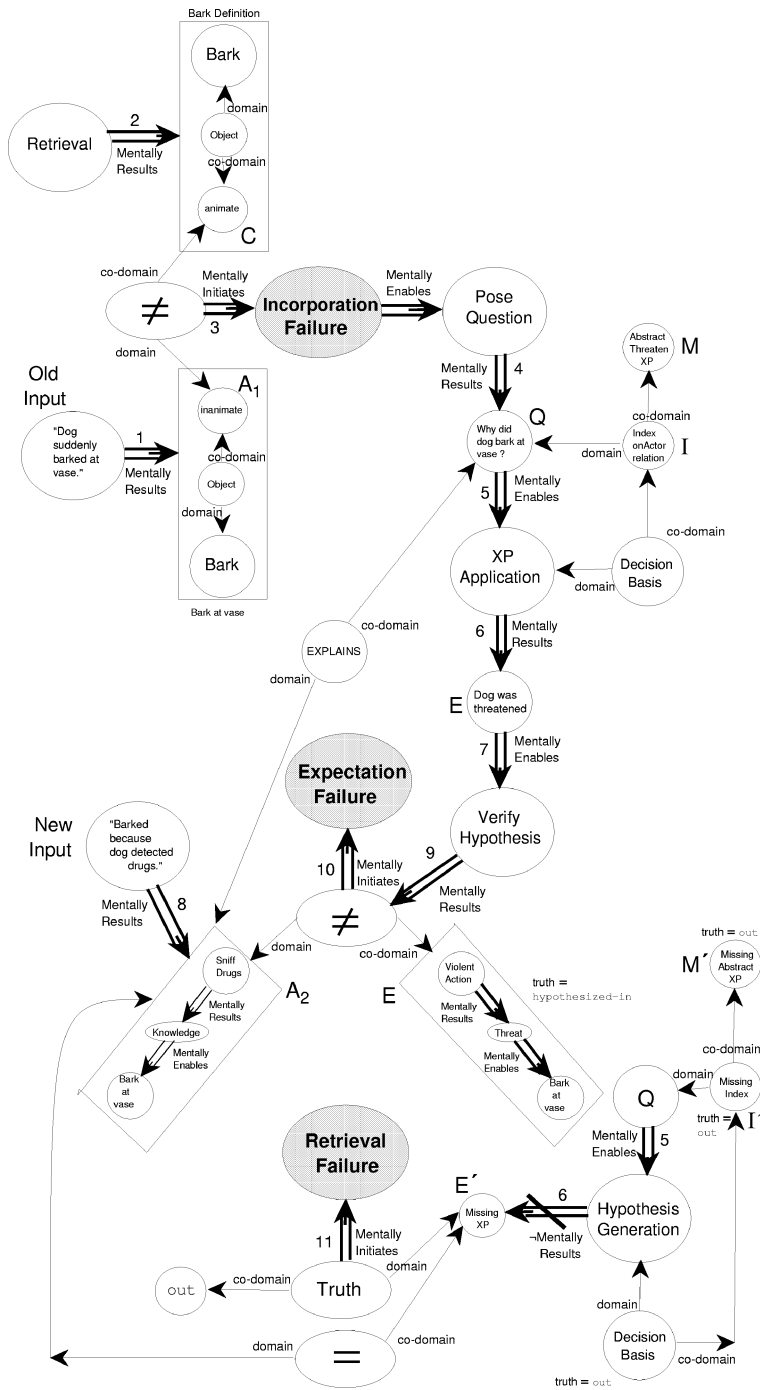 Bark Definition
Bark
domain
Object
co-domain
animate
C
2
Retrieval
Mentally
Results
co-domain
≠
domain
Mentally
Initiates
3
Incorporation
Failure
Mentally
Enables
Pose
Question
Mentally
Results
4
Abstract
Threaten
XP
M
co-domain
Index
onActor
relation
I
domain
Q
Why did
dog bark at
vase ?
5
Mentally
Enables
Old
Input
"Dog
suddenly
barked at
vase."
1
Mentally
Results
A1
inanimate
co-domain
Object
domain
Bark
Bark at vase
XP
Application
domain
Decision
Basis
co-domain
6
Mentally
Results
co-domain
EXPLAINS
domain
E
Dog was
threatened
7
Mentally
Enables
Expectation
Failure
Verify
Hypothesis
New
Input
"Barked
because
dog detected
drugs."
8
Mentally
Results
10
Mentally
Initiates
9
Mentally
Results
≠
domain
co-domain
Sniff
Drugs
A2
Mentally
Results
Knowledge
Mentally
Enables
Bark
at
vase
E
Violent
Action
truth =
hypothesized-in
Mentally
Results
Threat
Mentally
Enables
Bark
at
vase
truth = out
M´
Missing
Abstract
XP
co-domain
domain
Missing
Index
truth =
out
I´
Q
Mentally
Enables
5
Retrieval
Failure
E´
Missing
XP
6
¬Mentally
Results
Hypothesis
Generation
11
Mentally
Initiates
domain
Truth
co-domain
out
domain
=
co-domain
domain
Decision
Basis
co-domain
truth = out